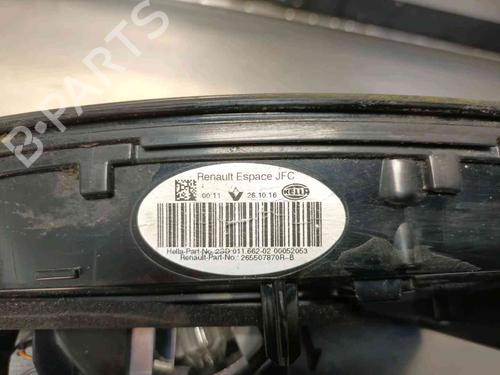 B-PARTS
Renault Espace JFC
00:11 26.10.16 HELLA
Hella-Part-No.: 2SD 011.662-02 00052053
Renault-Part-No.: 265507870R-B